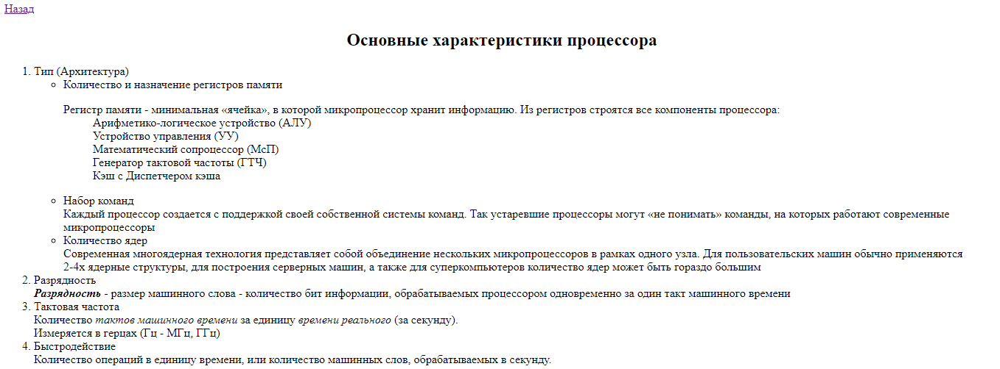 Назад
Основные характеристики процессора
1. Тип (Архитектура)
Количество и назначение регистров памяти
Регистр памяти - минимальная «ячейка», в которой микропроцессор хранит информацию. Из регистров строятся все компоненты процессора:
Арифметико-логическое устройство (АЛУ)
Устройство управления (УУ)
Математический сопроцессор (МсП)
Генератор тактовой частоты (ГТЧ)
Кэш с Диспетчером кэша
Набор команд
Каждый процессор создается с поддержкой своей собственной системы команд. Так устаревшие процессоры могут «не понимать» команды, на которых работают современные
микропроцессоры
Количество ядер
Современная многоядерная технология представляет собой объединение нескольких микропроцессоров в рамках одного узла. Для пользовательских машин обычно применяются
2-4х ядерные структуры, для построения серверных машин, а также для суперкомпьютеров количество ядер может быть гораздо большим
2. Разрядность
Разрядность - размер машинного слова - количество бит информации, обрабатываемых процессором одновременно за один такт машинного времени
3. Тактовая частота
Количество тактов машинного времени за единицу времени реального (за секунду).
Измеряется в герцах (Гц - МГц, ГГц)
4. Быстродействие
Количество операций в единицу времени, или количество машинных слов, обрабатываемых в секунду.